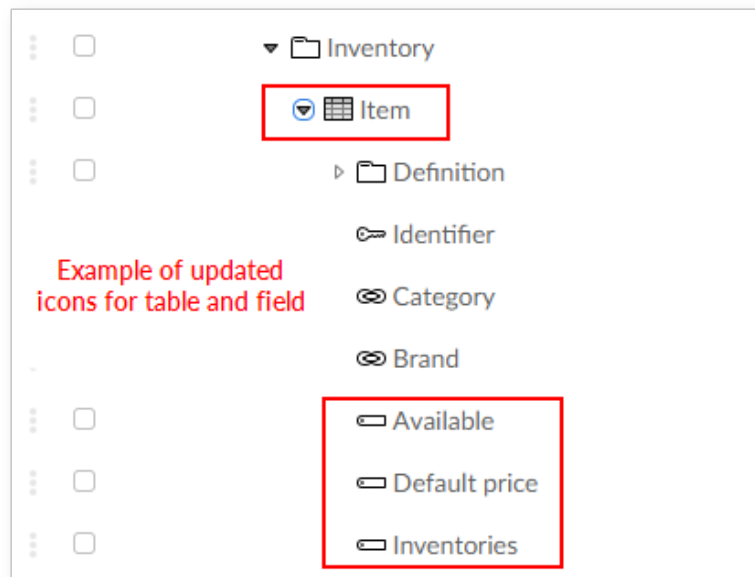 Inventory
Item
Definition
Identifier
Example of updated
icons for table and field
Category
Brand
Available
Default price
Inventories